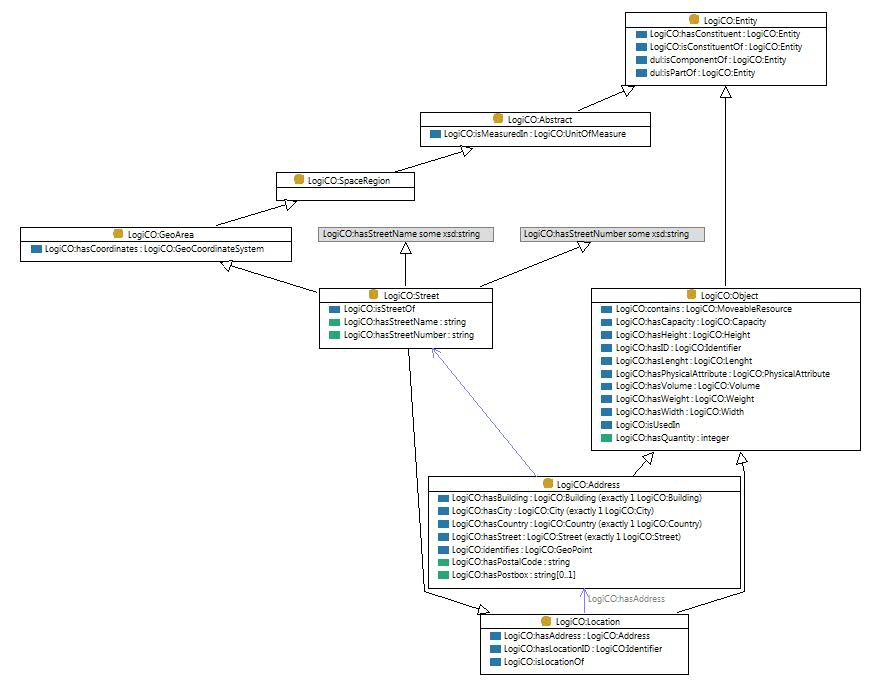 LogiCO:Entity
LogiCO:hasConstituent : LogiCO:Entity
LogiCO:isConstituentOf : LogiCO:Entity
dul:isComponentOf : LogiCO:Entity
dul:isPartOf : LogiCO:Entity
LogiCO:Abstract
LogiCO:isMeasuredIn : LogiCO:UnitOfMeasure
LogiCO:SpaceRegion
LogiCO:GeoArea
LogiCO:hasCoordinates : LogiCO:GeoCoordinateSystem
LogiCO:hasStreetName some xsd:string
LogiCO:hasStreetNumber some xsd:string
LogiCO:Street
LogiCO:isStreetOf
LogiCO:hasStreetName : string
LogiCO:hasStreetNumber : string
LogiCO:Object
LogiCO:contains : LogiCO:MoveableResource
LogiCO:hasCapacity : LogiCO:Capacity
LogiCO:hasHeight : LogiCO:Height
LogiCO:hasID : LogiCO:Identifier
LogiCO:hasLenght : LogiCO:Lenght
LogiCO:hasPhysicalAttribute : LogiCO:PhysicalAttribute
LogiCO:hasVolume : LogiCO:Volume
LogiCO:hasWeight : LogiCO:Weight
LogiCO:hasWidth : LogiCO:Width
LogiCO:isUsedIn
LogiCO:hasQuantity : integer
LogiCO:Address
LogiCO:hasBuilding : LogiCO:Building (exactly 1 LogiCO:Building)
LogiCO:hasCity : LogiCO:City (exactly 1 LogiCO:City)
LogiCO:hasCountry : LogiCO:Country (exactly 1 LogiCO:Country)
LogiCO:hasStreet : LogiCO:Street (exactly 1 LogiCO:Street)
LogiCO:identifies : LogiCO:GeoPoint
LogiCO:hasPostalCode : string
LogiCO:hasPostbox : string[0..1]
LogiCO:hasAddress
LogiCO:Location
LogiCO:hasAddress : LogiCO:Address
LogiCO:hasLocationID : LogiCO:Identifier
LogiCO:isLocationOf